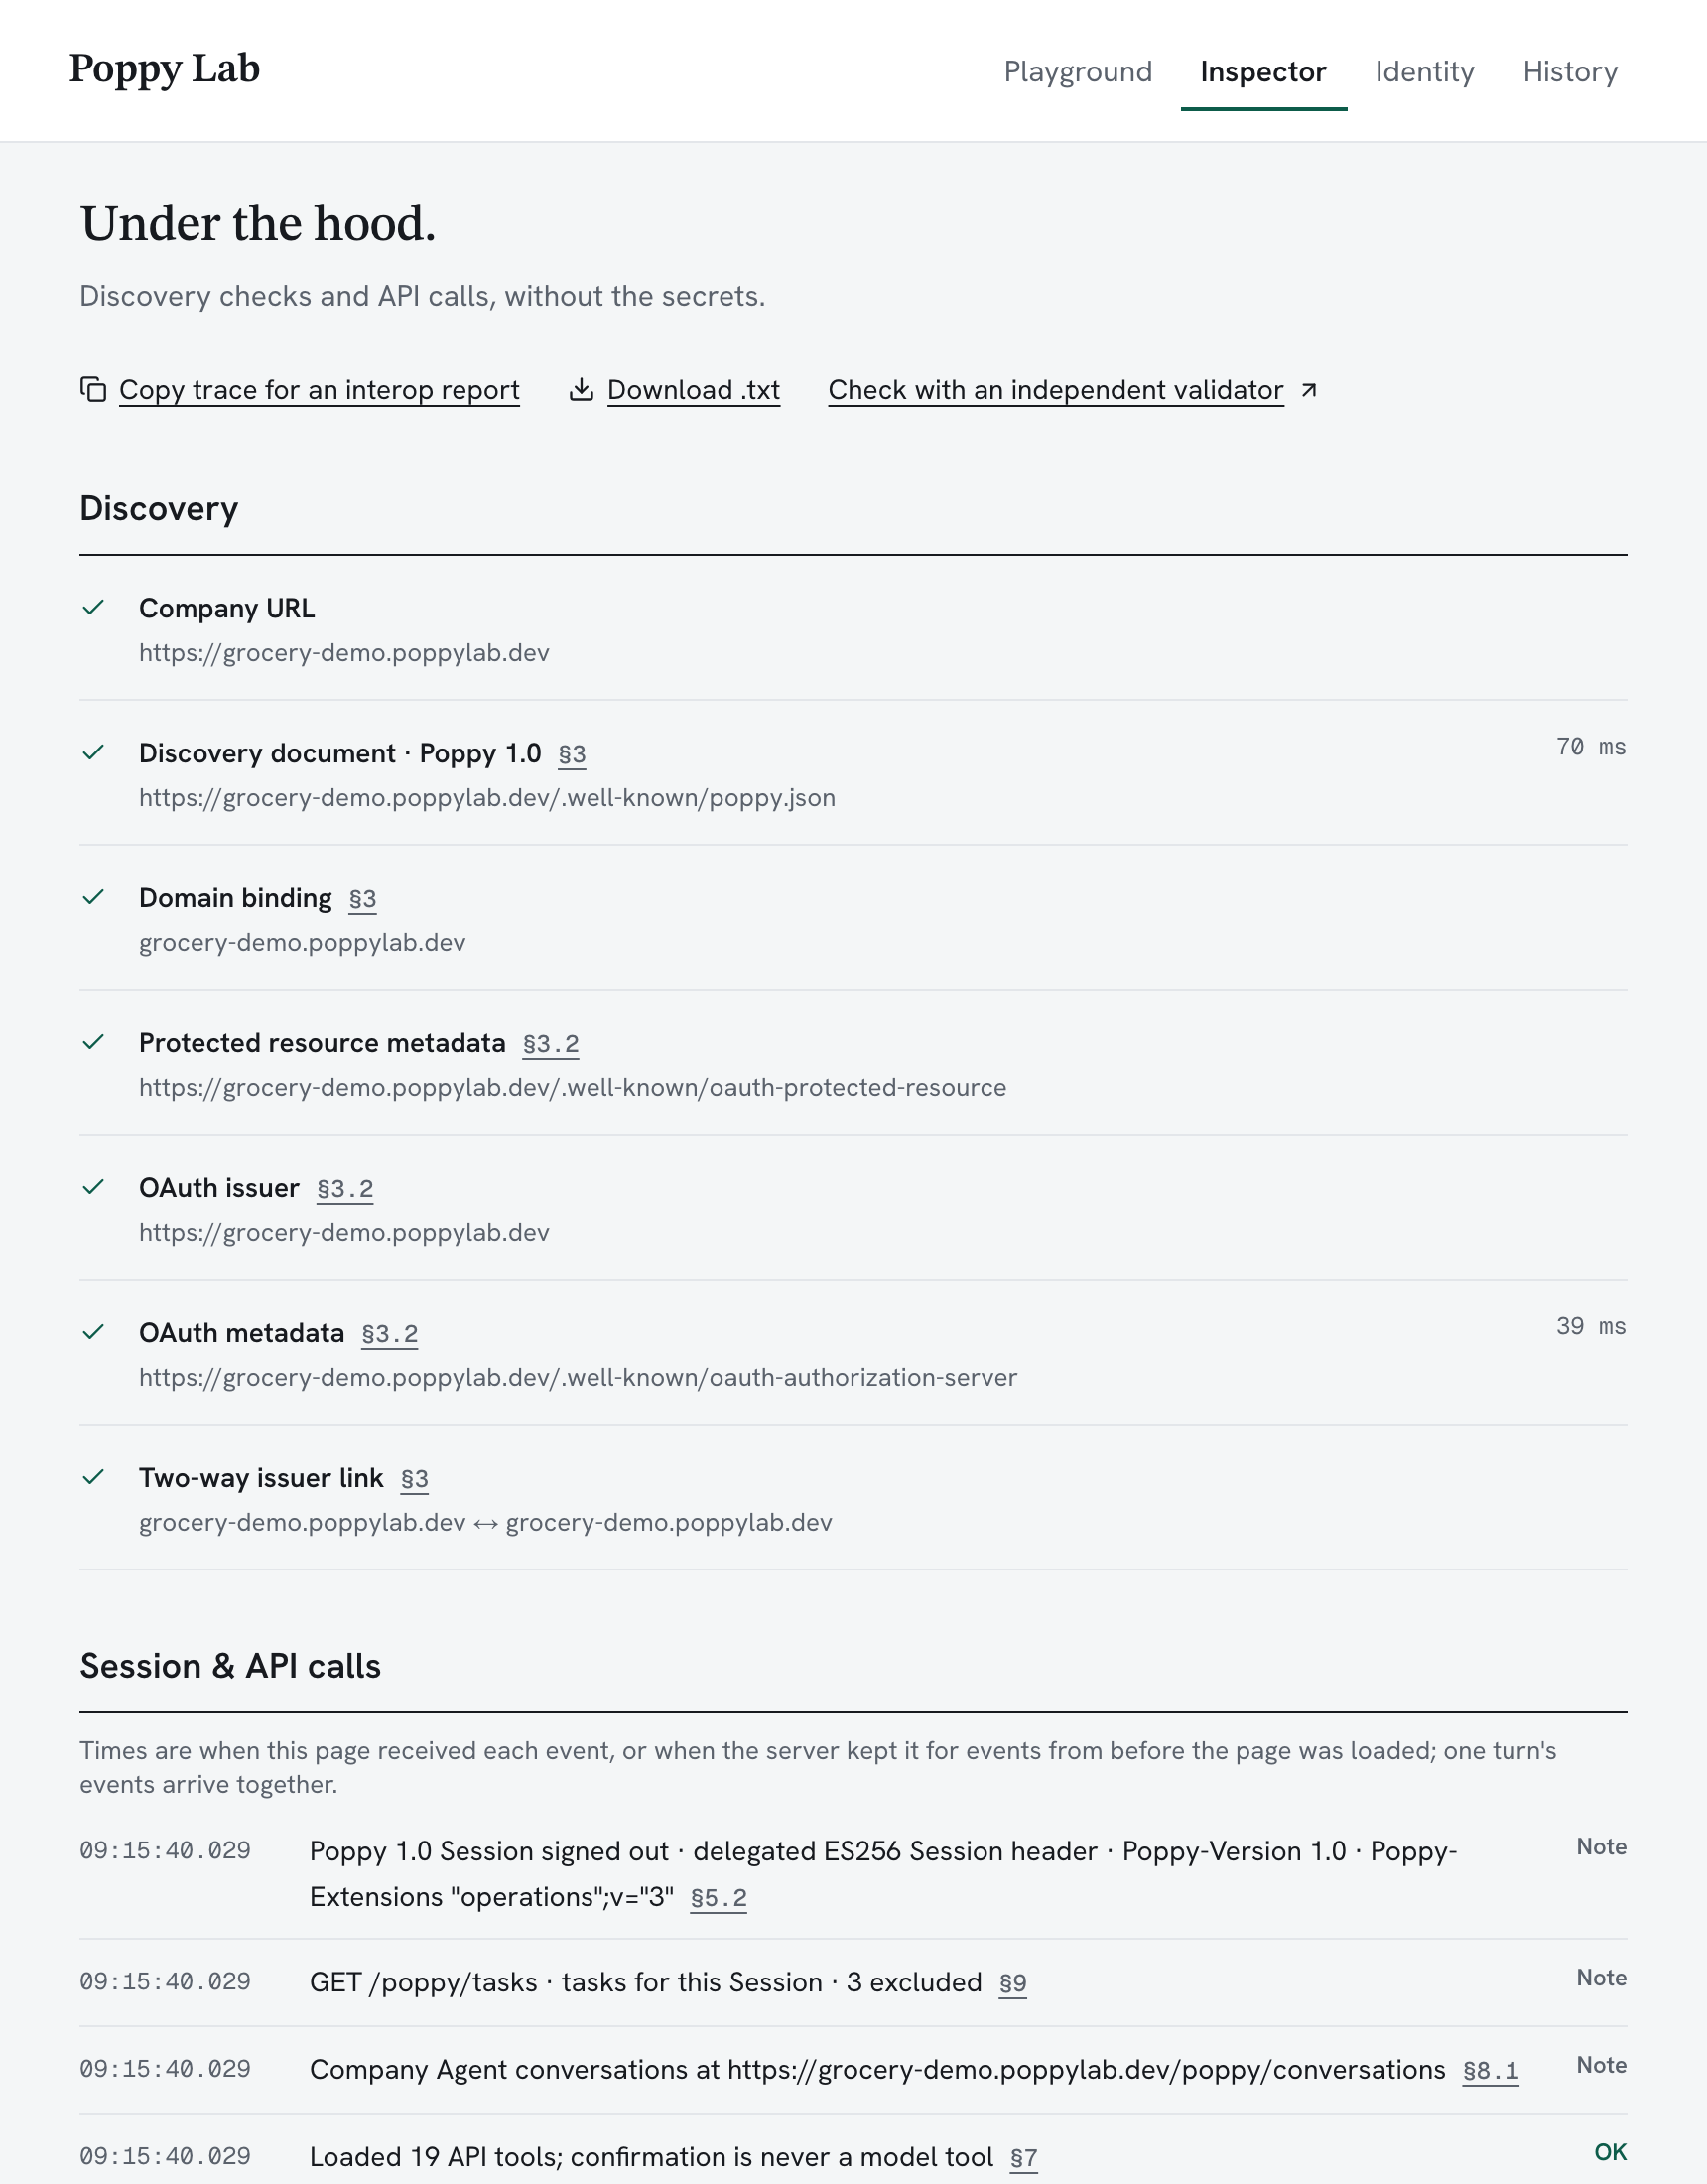 Poppy Lab
Playground Inspector Identity History
Under the hood.
Discovery checks and API calls, without the secrets.
Copy trace for an interop report Download .txt Check with an independent validator ↗
Discovery
Company URL
https://grocery-demo.poppylab.dev
Discovery document · Poppy 1.0 §3 70 ms
https://grocery-demo.poppylab.dev/.well-known/poppy.json
Domain binding §3
grocery-demo.poppylab.dev
Protected resource metadata §3.2
https://grocery-demo.poppylab.dev/.well-known/oauth-protected-resource
OAuth issuer §3.2
https://grocery-demo.poppylab.dev
OAuth metadata §3.2 39 ms
https://grocery-demo.poppylab.dev/.well-known/oauth-authorization-server
Two-way issuer link §3
grocery-demo.poppylab.dev ↔ grocery-demo.poppylab.dev
Session & API calls
Times are when this page received each event, or when the server kept it for events from before the page was loaded; one turn's
events arrive together.
09:15:40.029 Poppy 1.0 Session signed out · delegated ES256 Session header · Poppy-Version 1.0 · Poppy- Note
Extensions "operations";v="3" §5.2
09:15:40.029 GET /poppy/tasks · tasks for this Session · 3 excluded §9 Note
09:15:40.029 Company Agent conversations at https://grocery-demo.poppylab.dev/poppy/conversations §8.1 Note
09:15:40.029 Loaded 19 API tools; confirmation is never a model tool §7 OK